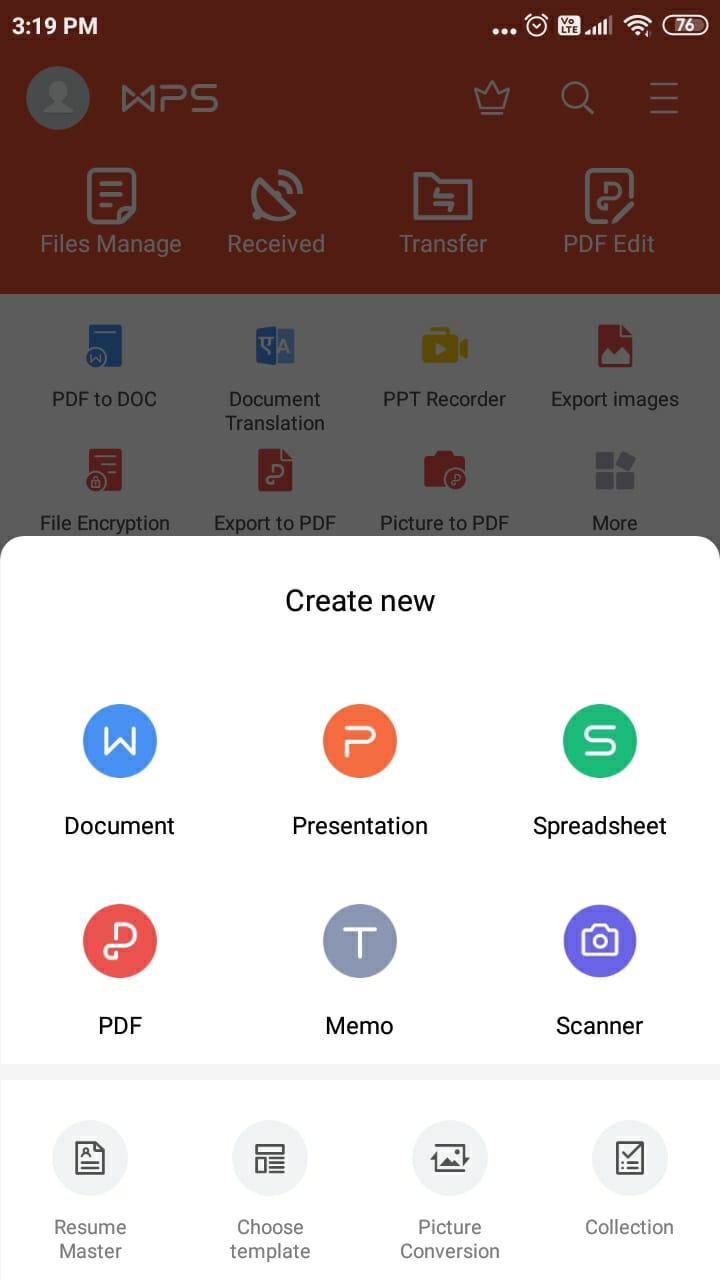 3:19 PM
Vo
LTE
76
WPS
Files Manage
Received
Transfer
PDF Edit
W
ए A
PDF to DOC
Document
Translation
PPT Recorder
Export images
File Encryption
Export to PDF
Picture to PDF
More
Create new
W
P
S
Document
Presentation
Spreadsheet
P
T
PDF
Memo
Scanner
Resume
Master
Choose
template
Picture
Conversion
Collection